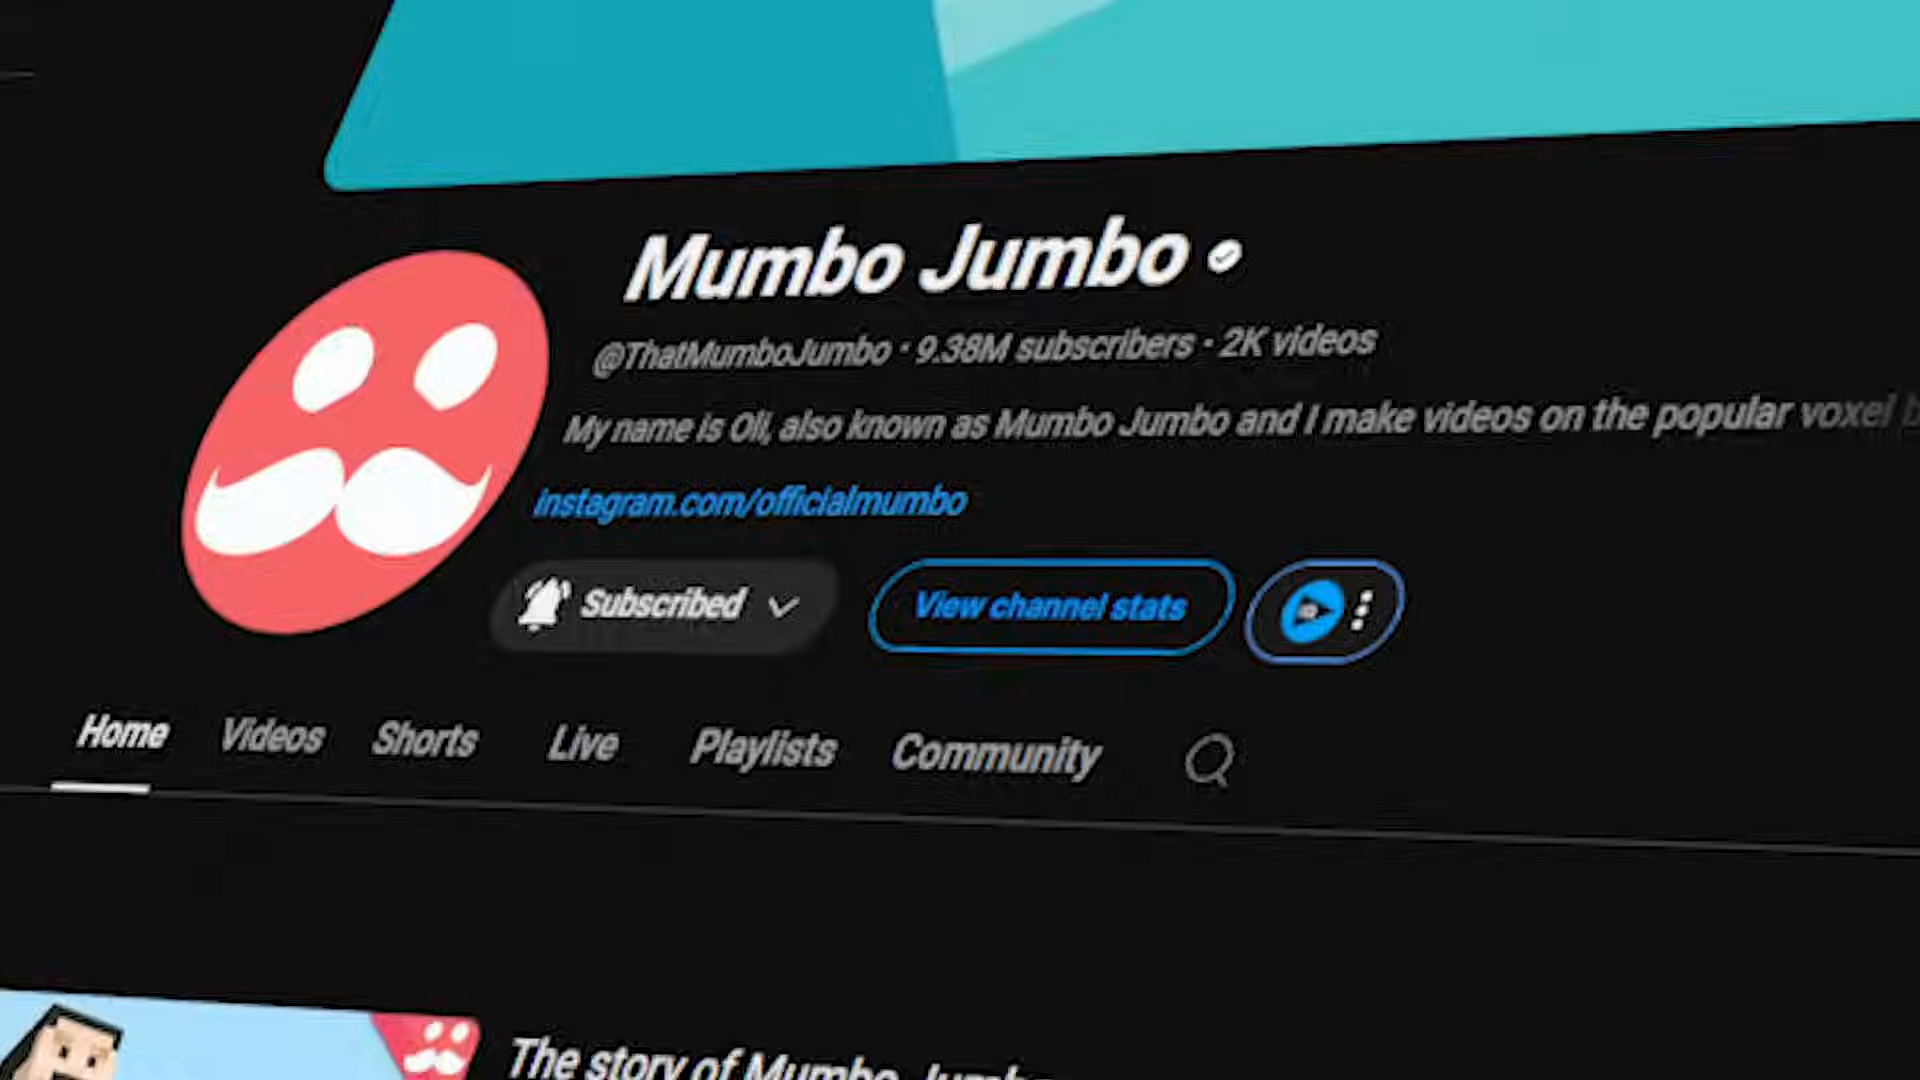 Mumbo Jumbo
@ThatMumboJumbo · 9.38M subscribers · 2K videos
My name is Oli, also known as Mumbo Jumbo and I make videos on the popular voxel
instagram.com/officialmumbo
Subscribed
View channel stats
Home Videos Shorts Live Playlists Community
The story of Mumbo Jumbo